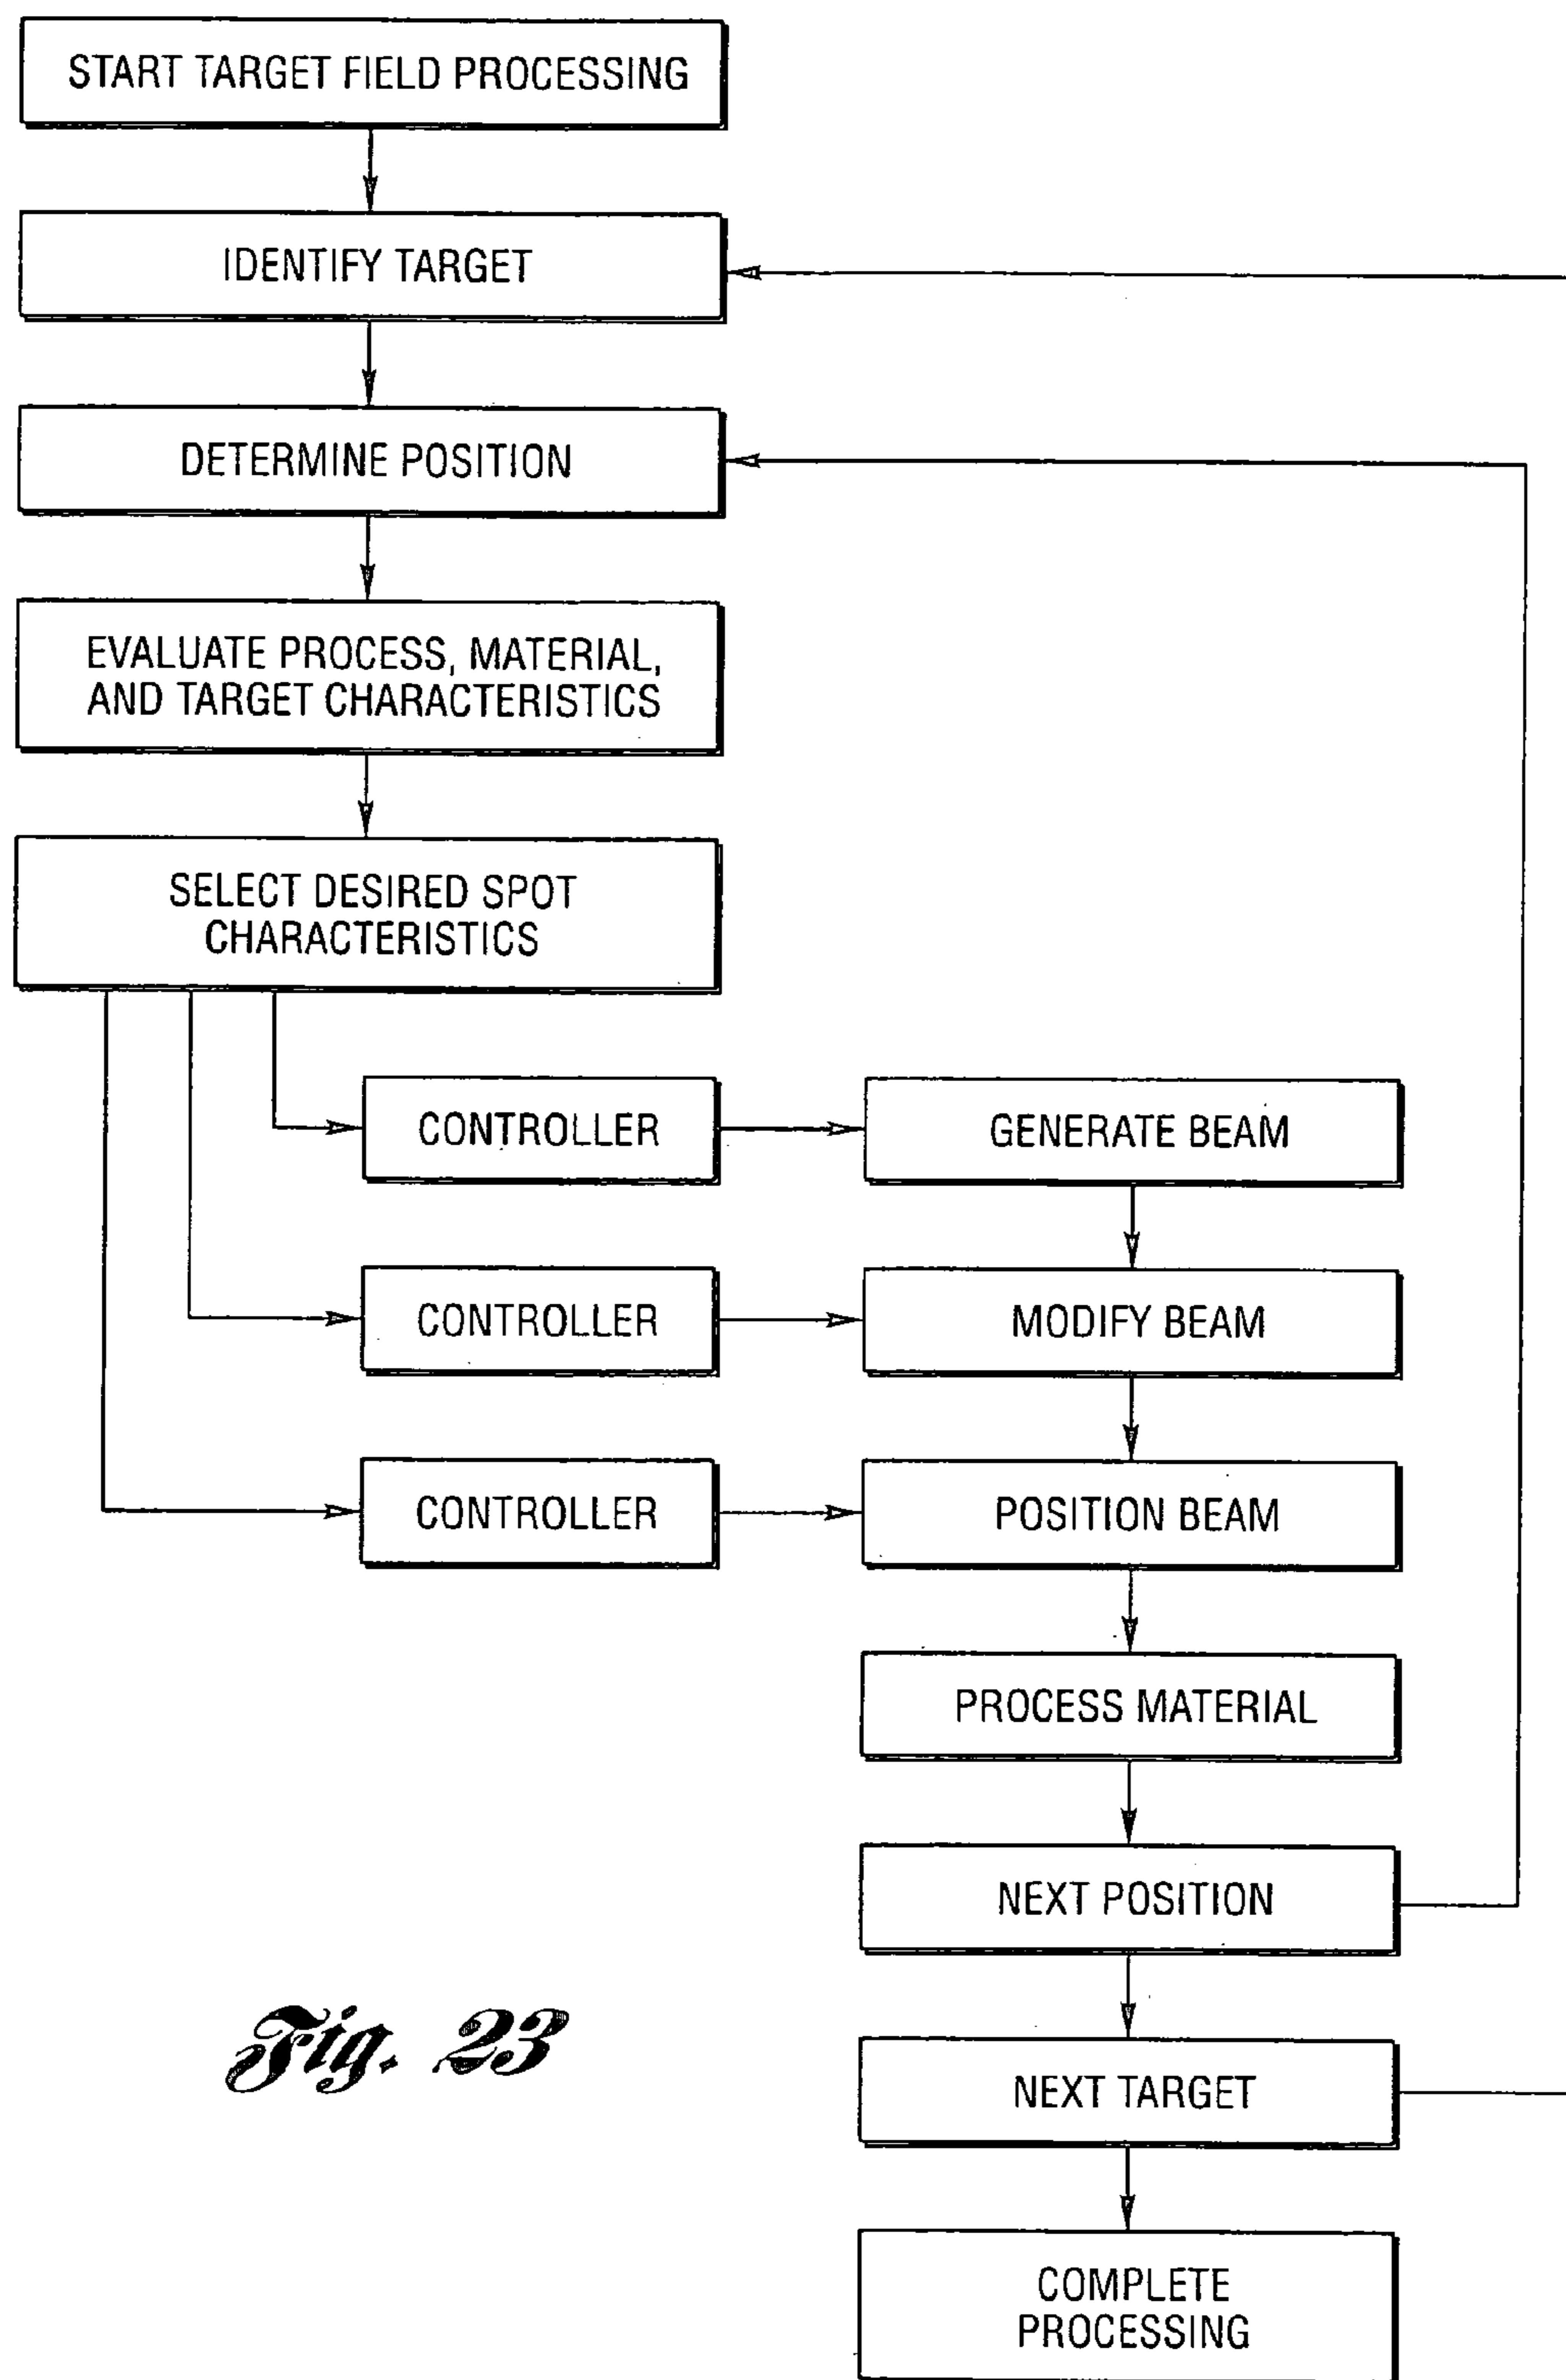 START TARGET FIELD PROCESSING
IDENTIFY TARGET
DETERMINE POSITION
EVALUATE PROCESS, MATERIAL,
AND TARGET CHARACTERISTICS
SELECT DESIRED SPOT
CHARACTERISTICS
CONTROLLER
GENERATE BEAM
CONTROLLER
MODIFY BEAM
CONTROLLER
POSITION BEAM
PROCESS MATERIAL
NEXT POSITION
NEXT TARGET
COMPLETE
PROCESSING
Fig. 23